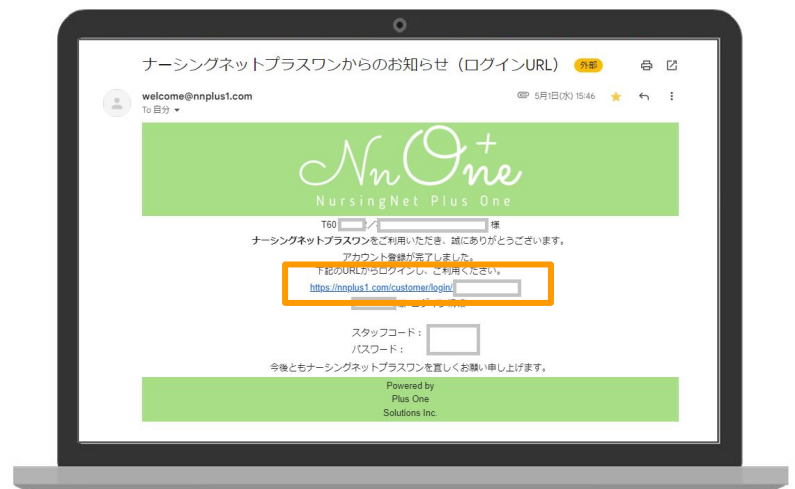 ナーシングネットプラスワンからのお知らせ（ログインURL） 外部
welcome@nnplus1.com 5月1日(水) 15:46
To 自分
NnOne+
NursingNet Plus One
T60 様
ナーシングネットプラスワンをご利用いただき、誠にありがとうございます。
アカウント登録が完了しました。
下記のURLからログインし、ご利用ください。
https://nnplus1.com/customer/login/
スタッフコード：
パスワード：
今後ともナーシングネットプラスワンを宜しくお願い申し上げます。
Powered by
Plus One
Solutions Inc.